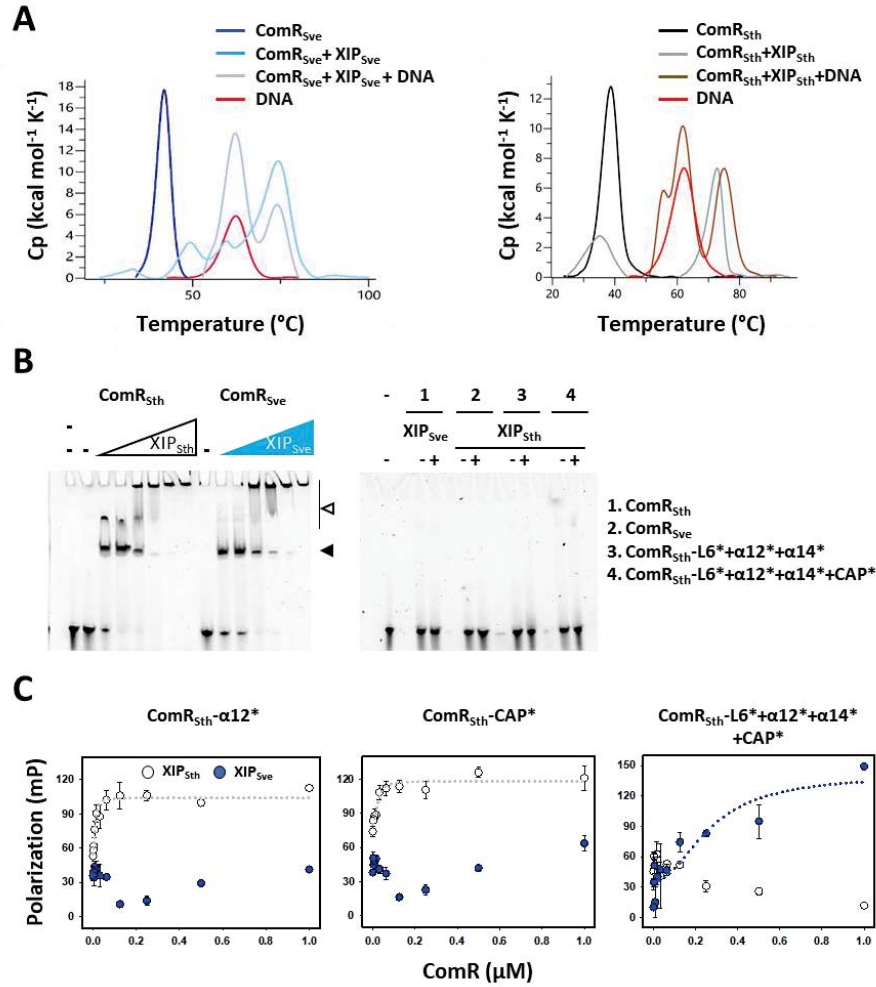 A
ComRSve
ComRSve+ XIPSve
ComRSve+ XIPSve + DNA
DNA
Cp (kcal mol-1 K-1)
18
16
14
12
10
8
6
4
2
0
50
100
Temperature (°C)
ComRSth
ComRSth+XIPSth
ComRSth+XIPSth+DNA
DNA
Cp (kcal mol-1 K-1)
12
10
8
6
4
2
0
20
40
60
80
Temperature (°C)
B
ComRSth
ComRSve
-
- -
XIPSth
-
XIPSve
- 1 2 3 4
XIPSve XIPSth
- - + - + - + - +
1. ComRSth
2. ComRSve
3. ComRSth-L6*+α12*+α14*
4. ComRSth-L6*+α12*+α14*+CAP*
C
ComRSth-α12*
ComRSth-CAP*
ComRSth-L6*+α12*+α14*
+CAP*
Polarization (mP)
XIPSth XIPSve
120
90
60
30
0
0.0 0.2 0.4 0.6 0.8 1.0
120
90
60
30
0
0.0 0.2 0.4 0.6 0.8 1.0
150
120
90
60
30
0
0.0 0.2 0.4 0.6 0.8 1.0
ComR (μM)